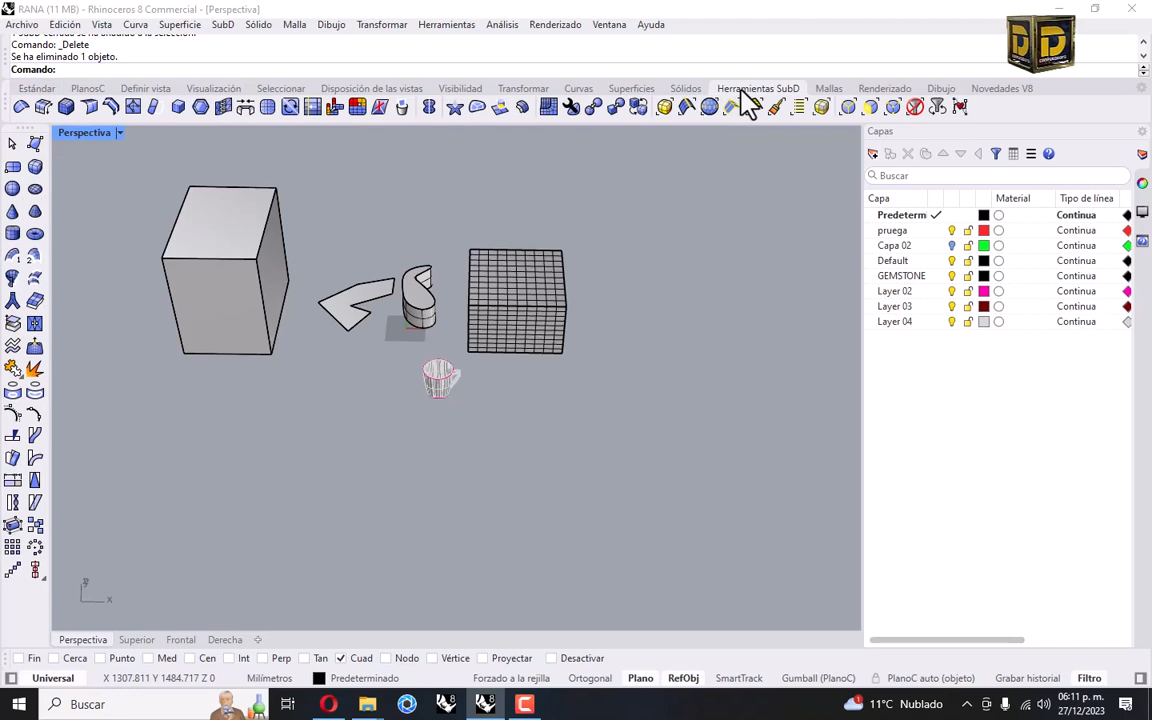 RANA (11 MB) - Rhinoceros 8 Commercial - [Perspectiva]
Archivo Edición Vista Curva Superficie SubD Sólido Malla Dibujo Transformar Herramientas Análisis Renderizado Ventana Ayuda
Comando: _Delete
Se ha eliminado 1 objeto.
Comando:
Estándar PlanosC Definir vista Visualización Seleccionar Disposición de las vistas Visibilidad Transformar Curvas Superficies Sólidos Herramientas SubD Mallas Renderizado Dibujo Novedades V8
Perspectiva
Capas
Buscar
Capa Material Tipo de línea
Predeterm Continua
pruega Continua
Capa 02 Continua
Default Continua
GEMSTONE Continua
Layer 02 Continua
Layer 03 Continua
Layer 04 Continua
x
Perspectiva Superior Frontal Derecha
Fin Cerca Punto Med Cen Int Perp Tan Cuad Nodo Vértice Proyectar Desactivar
Universal X 1307.811 Y 1484.717 Z 0 Milímetros Predeterminado Forzado a la rejilla Ortogonal Plano RefObj SmartTrack Gumball (PlanoC) PlanoC auto (objeto) Grabar historial Filtro
Buscar
11°C Nublado
06:11 p. m.
27/12/2023